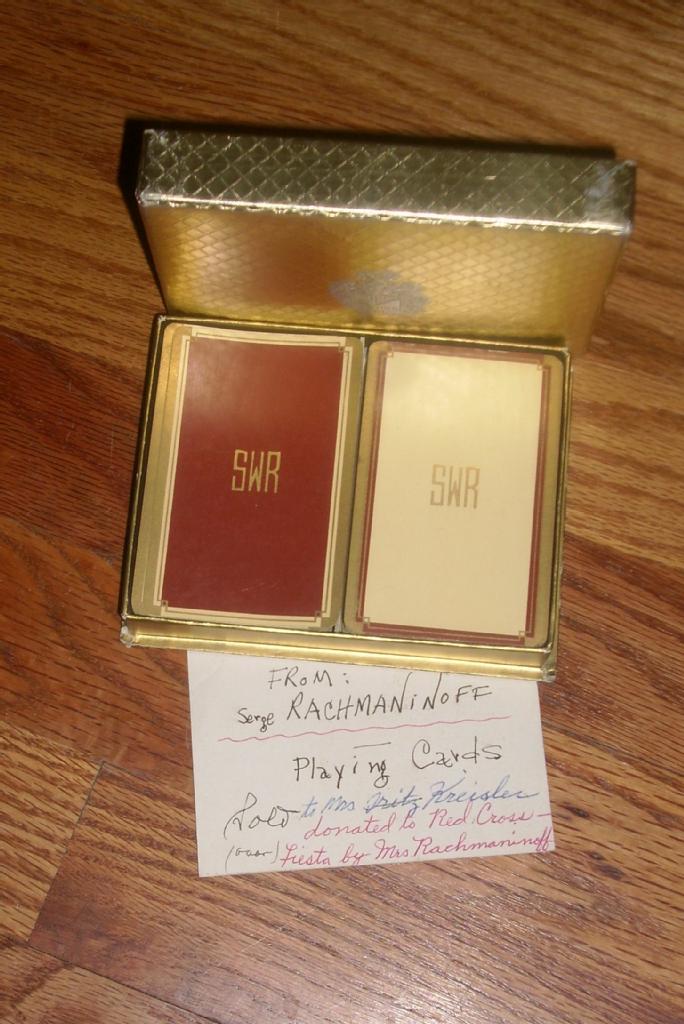 SWR
SWR
FROM:
Serge RACHMANiNOFF
Playing Cards
(Sold to Mrs Fritz Kreisler
donated to Red Cross—
Fiesta by Mrs Rachmaninoff